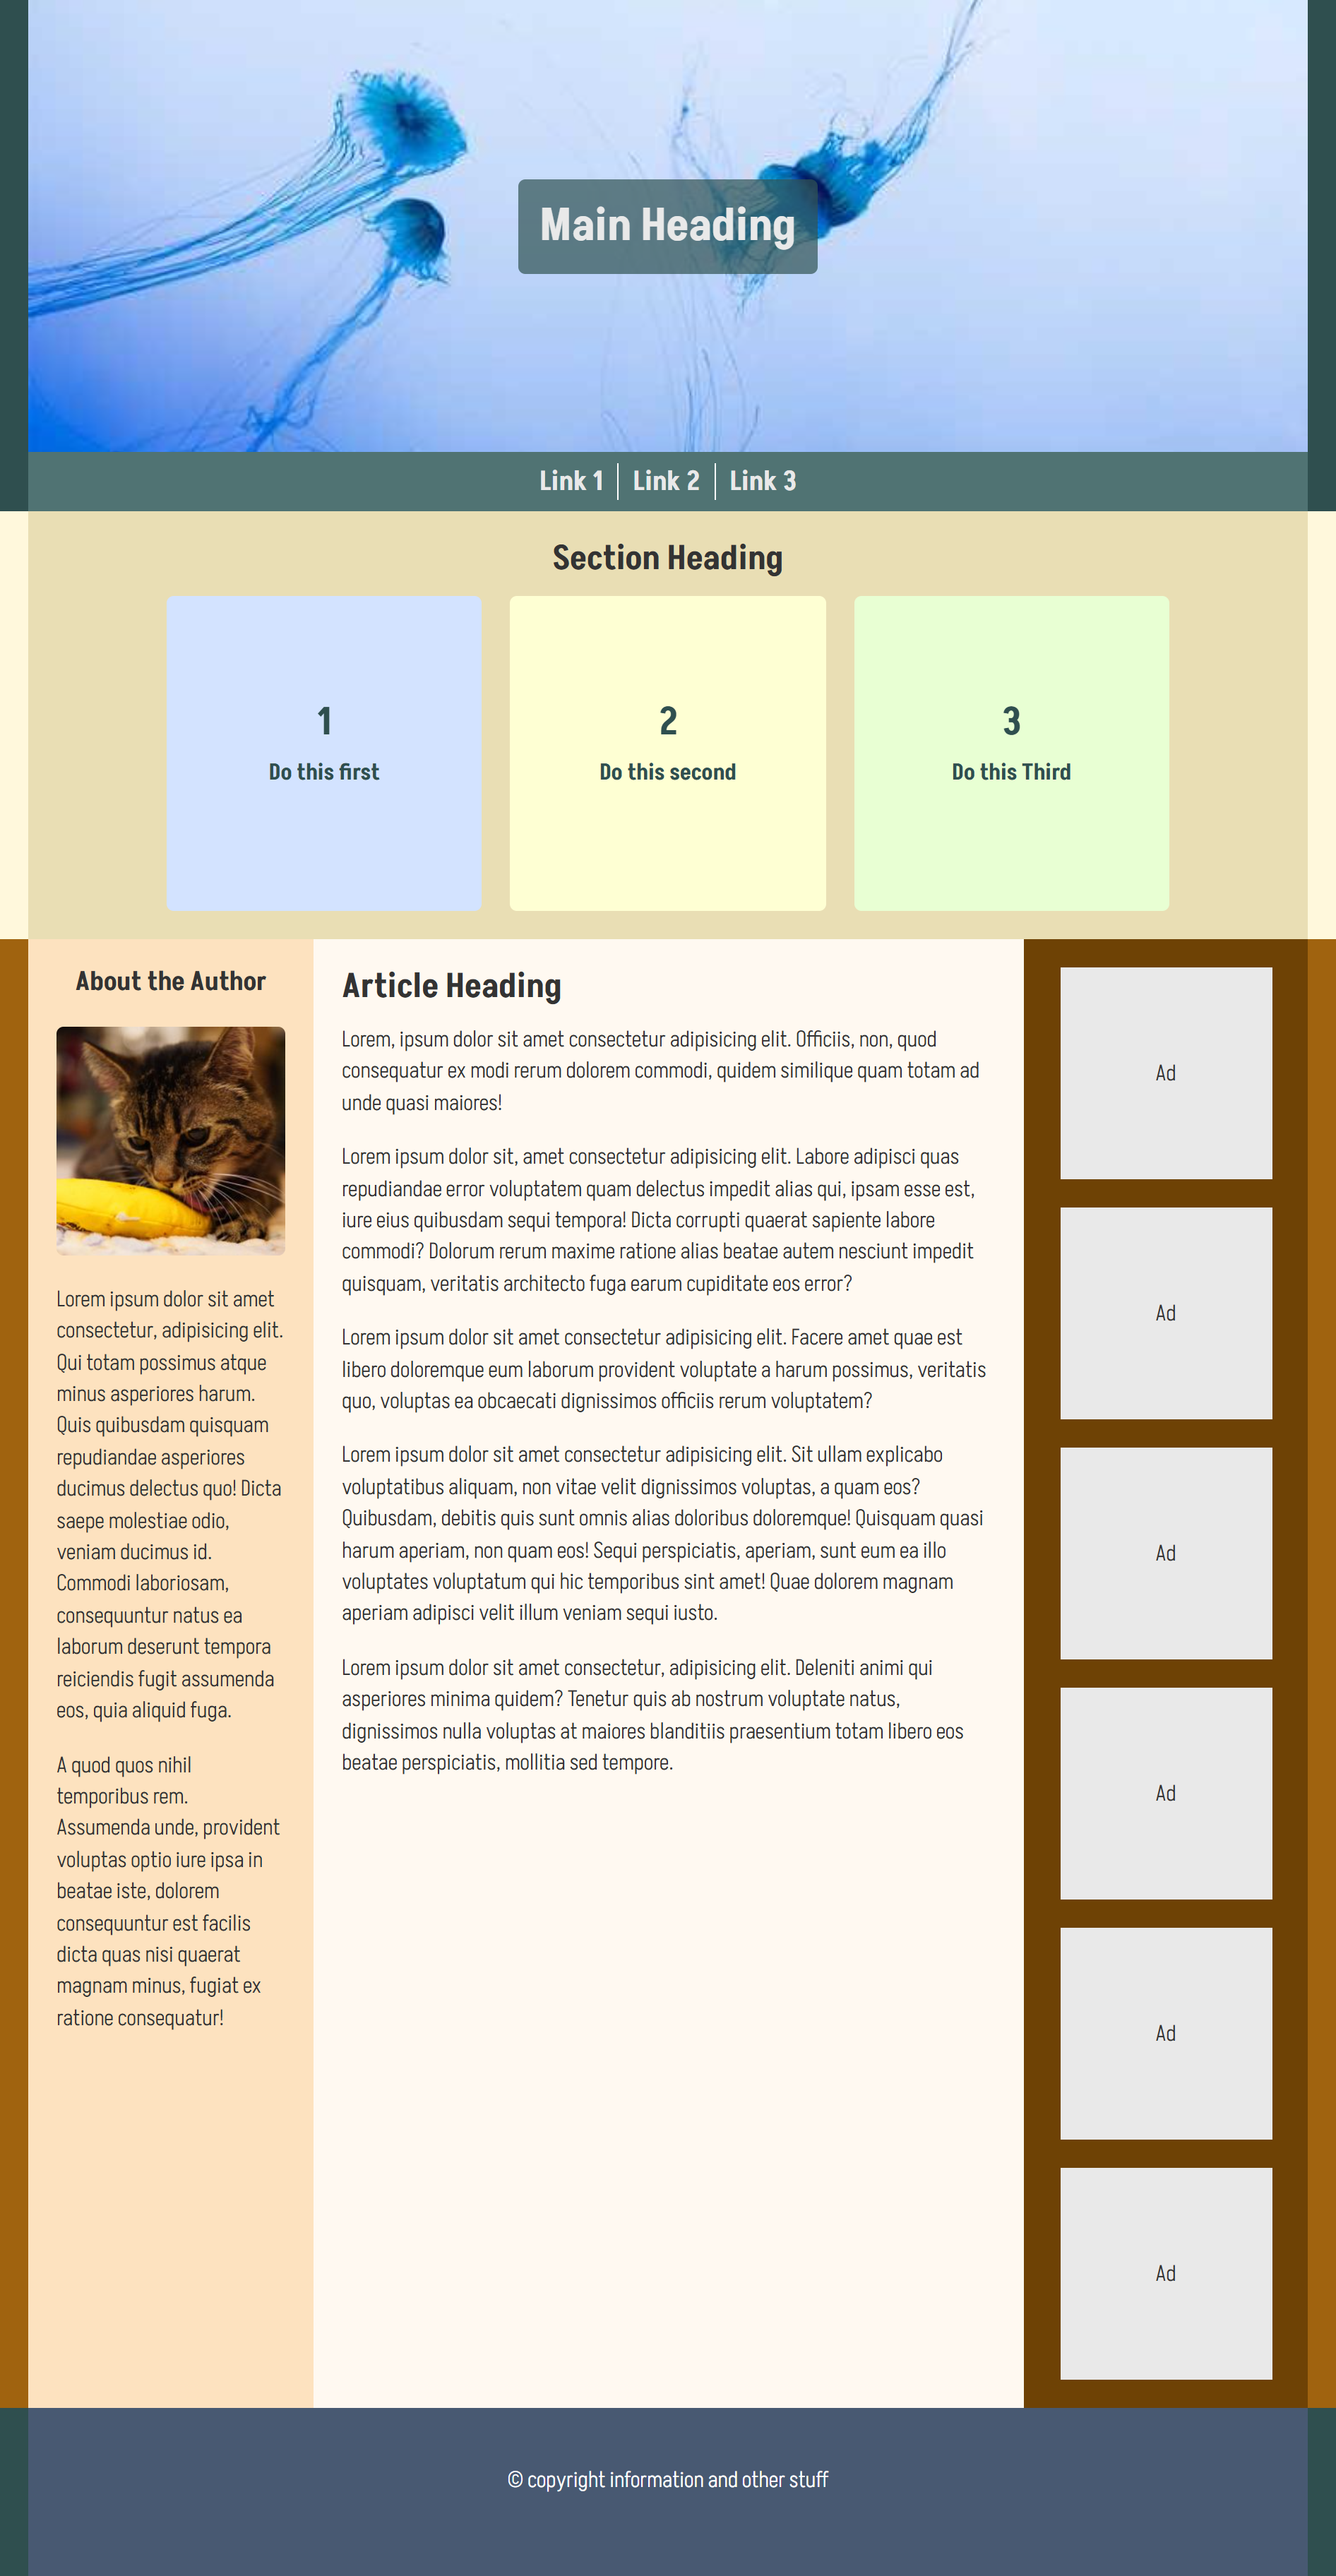 Main Heading
Link 1
Link 2
Link 3
Section Heading
1
Do this first
2
Do this second
3
Do this Third
About the Author
Lorem ipsum dolor sit amet
consectetur, adipisicing elit.
Qui totam possimus atque
minus asperiores harum.
Quis quibusdam quisquam
repudiandae asperiores
ducimus delectus quo! Dicta
saepe molestiae odio,
veniam ducimus id.
Commodi laboriosam,
consequuntur natus ea
laborum deserunt tempora
reiciendis fugit assumenda
eos, quia aliquid fuga.
A quod quos nihil
temporibus rem.
Assumenda unde, provident
voluptas optio iure ipsa in
beatae iste, dolorem
consequuntur est facilis
dicta quas nisi quaerat
magnam minus, fugiat ex
ratione consequatur!
Article Heading
Lorem, ipsum dolor sit amet consectetur adipisicing elit. Officiis, non, quod
consequatur ex modi rerum dolorem commodi, quidem similique quam totam ad
unde quasi maiores!
Lorem ipsum dolor sit, amet consectetur adipisicing elit. Labore adipisci quas
repudiandae error voluptatem quam delectus impedit alias qui, ipsam esse est,
iure eius quibusdam sequi tempora! Dicta corrupti quaerat sapiente labore
commodi? Dolorum rerum maxime ratione alias beatae autem nesciunt impedit
quisquam, veritatis architecto fuga earum cupiditate eos error?
Lorem ipsum dolor sit amet consectetur adipisicing elit. Facere amet quae est
libero doloremque eum laborum provident voluptate a harum possimus, veritatis
quo, voluptas ea obcaecati dignissimos officiis rerum voluptatem?
Lorem ipsum dolor sit amet consectetur adipisicing elit. Sit ullam explicabo
voluptatibus aliquam, non vitae velit dignissimos voluptas, a quam eos?
Quibusdam, debitis quis sunt omnis alias doloribus doloremque! Quisquam quasi
harum aperiam, non quam eos! Sequi perspiciatis, aperiam, sunt eum ea illo
voluptates voluptatum qui hic temporibus sint amet! Quae dolorem magnam
aperiam adipisci velit illum veniam sequi iusto.
Lorem ipsum dolor sit amet consectetur, adipisicing elit. Deleniti animi qui
asperiores minima quidem? Tenetur quis ab nostrum voluptate natus,
dignissimos nulla voluptas at maiores blanditiis praesentium totam libero eos
beatae perspiciatis, mollitia sed tempore.
Ad
Ad
Ad
Ad
Ad
Ad
© copyright information and other stuff